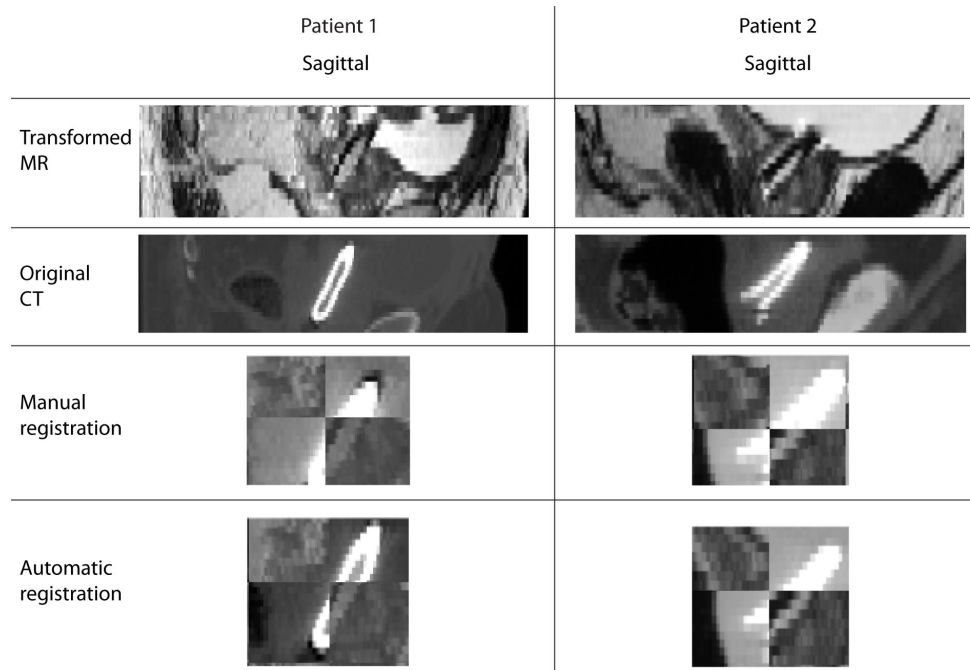 Patient 1
Sagittal
Patient 2
Sagittal
Transformed
MR
Original
CT
Manual
registration
Automatic
registration